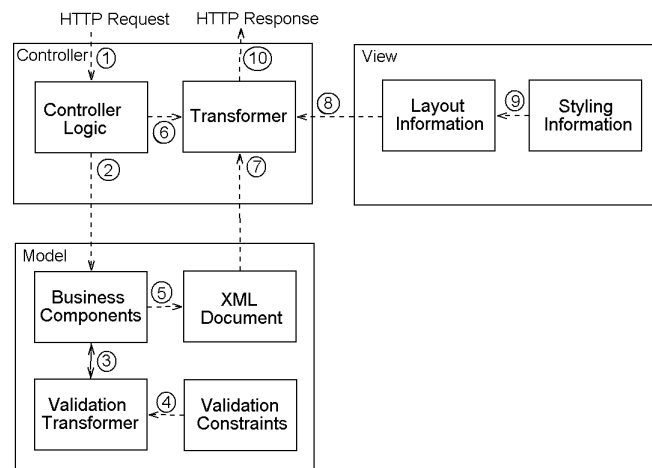 HTTP Request
HTTP Response
Controller
1
10
View
Controller
Logic
6
Transformer
8
Layout
Information
9
Styling
Information
2
7
Model
Business
Components
5
XML
Document
3
Validation
Transformer
4
Validation
Constraints